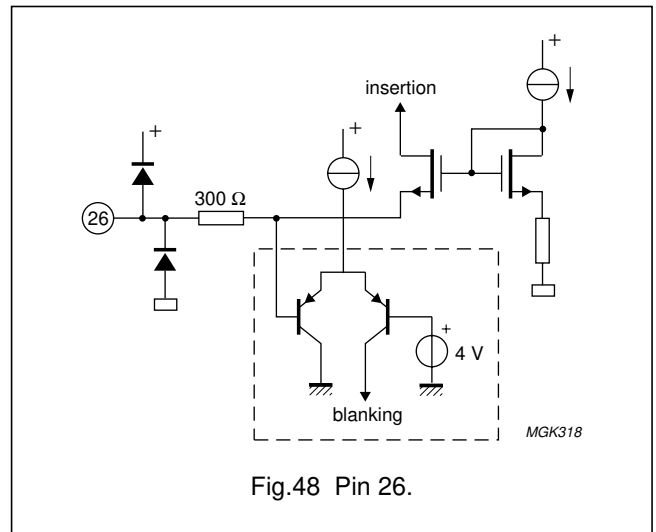 +
insertion
+
+
300 Ω
26
+
4 V
blanking
MGK318
Fig.48 Pin 26.